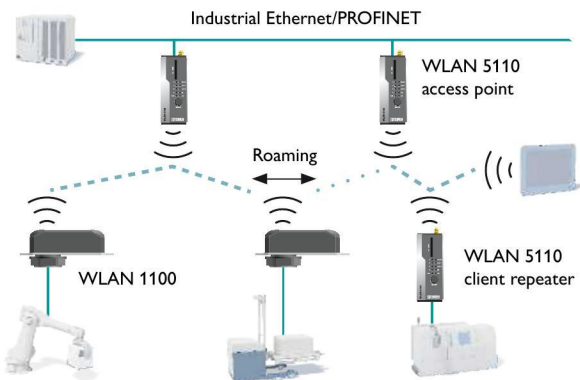 Industrial Ethernet/PROFINET
WLAN 5110
access point
Roaming
WLAN 1100
WLAN 5110
client repeater